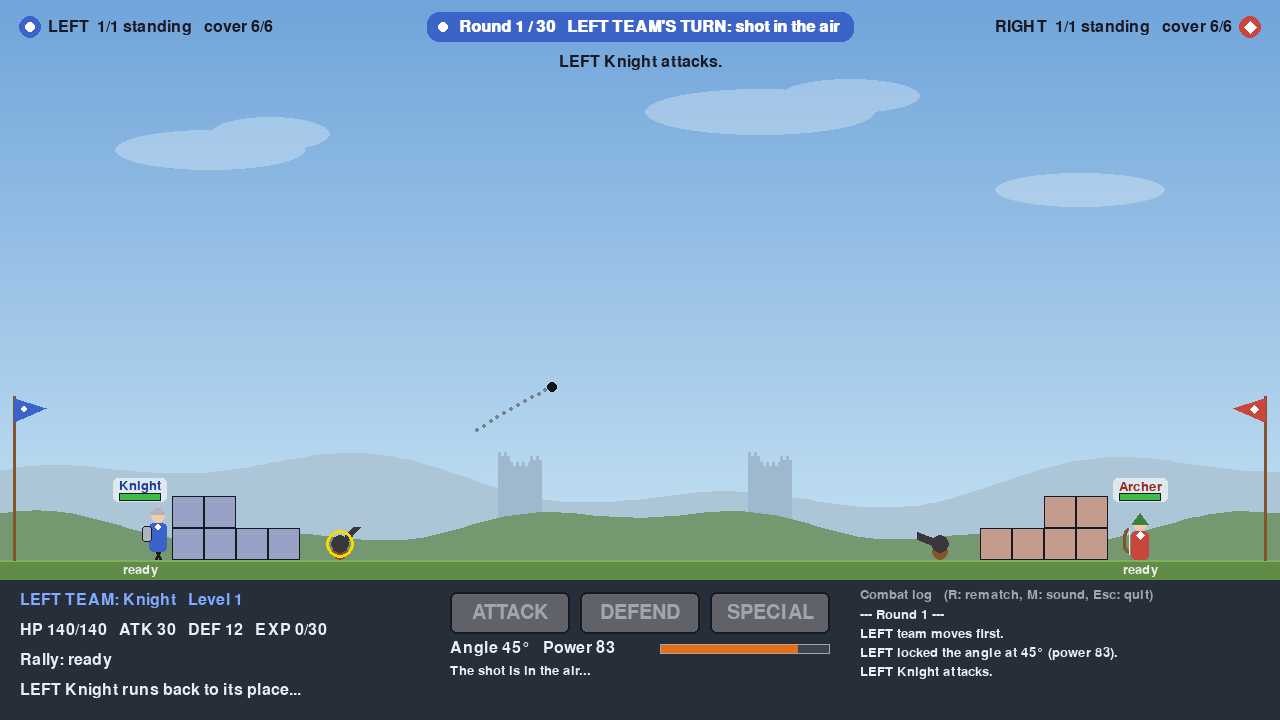 LEFT 1/1 standing cover 6/6
Round 1 / 30 LEFT TEAM'S TURN: shot in the air
RIGHT 1/1 standing cover 6/6
LEFT Knight attacks.
Knight
Archer
ready
ready
LEFT TEAM: Knight Level 1
HP 140/140 ATK 30 DEF 12 EXP 0/30
Rally: ready
LEFT Knight runs back to its place...
ATTACK
DEFEND
SPECIAL
Angle 45° Power 83
The shot is in the air...
Combat log (R: rematch, M: sound, Esc: quit)
--- Round 1 ---
LEFT team moves first.
LEFT locked the angle at 45° (power 83).
LEFT Knight attacks.